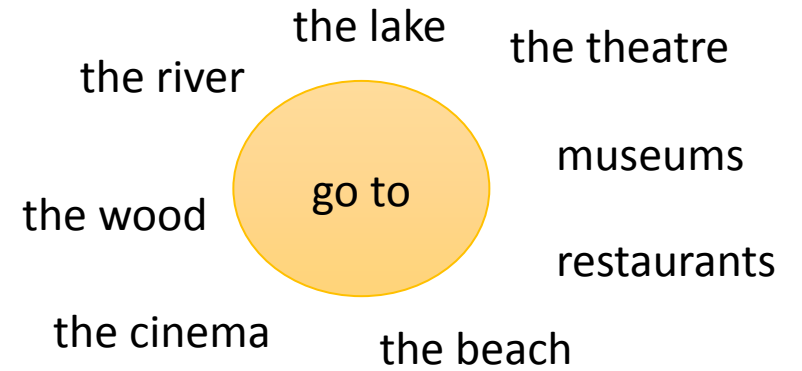 the lake
the theatre
the river
museums
go to
the wood
restaurants
the cinema
the beach